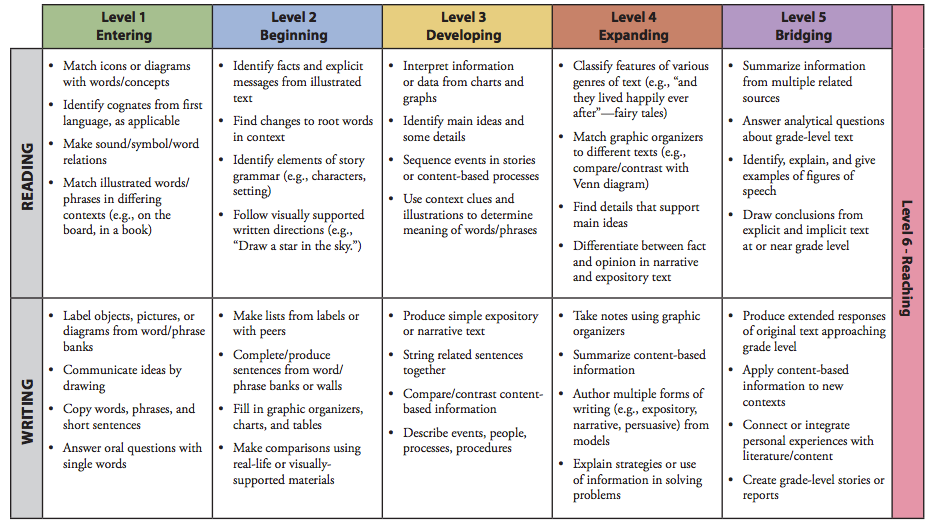 Level 1
Entering
Level 2
Beginning
Level 3
Developing
Level 4
Expanding
Level 5
Bridging
READING
• Match icons or diagrams
with words/concepts
• Identify cognates from first
language, as applicable
• Make sound/symbol/word
relations
• Match illustrated words/
phrases in differing
contexts (e.g., on the
board, in a book)
• Identify facts and explicit
messages from illustrated
text
• Find changes to root words
in context
• Identify elements of story
grammar (e.g., characters,
setting)
• Follow visually supported
written directions (e.g.,
“Draw a star in the sky.”)
• Interpret information
or data from charts and
graphs
• Identify main ideas and
some details
• Sequence events in stories
or content-based processes
• Use context clues and
illustrations to determine
meaning of words/phrases
• Classify features of various
genres of text (e.g., “and
they lived happily ever
after”—fairy tales)
• Match graphic organizers
to different texts (e.g.,
compare/contrast with
Venn diagram)
• Find details that support
main ideas
• Differentiate between fact
and opinion in narrative
and expository text
• Summarize information
from multiple related
sources
• Answer analytical questions
about grade-level text
• Identify, explain, and give
examples of figures of
speech
• Draw conclusions from
explicit and implicit text
at or near grade level
WRITING
• Label objects, pictures, or
diagrams from word/phrase
banks
• Communicate ideas by
drawing
• Copy words, phrases, and
short sentences
• Answer oral questions with
single words
• Make lists from labels or
with peers
• Complete/produce
sentences from word/
phrase banks or walls
• Fill in graphic organizers,
charts, and tables
• Make comparisons using
real-life or visually-
supported materials
• Produce simple expository
or narrative text
• String related sentences
together
• Compare/contrast content-
based information
• Describe events, people,
processes, procedures
• Take notes using graphic
organizers
• Summarize content-based
information
• Author multiple forms of
writing (e.g., expository,
narrative, persuasive) from
models
• Explain strategies or use
of information in solving
problems
• Produce extended responses
of original text approaching
grade level
• Apply content-based
information to new
contexts
• Connect or integrate
personal experiences with
literature/content
• Create grade-level stories or
reports
Level 6 - Reaching